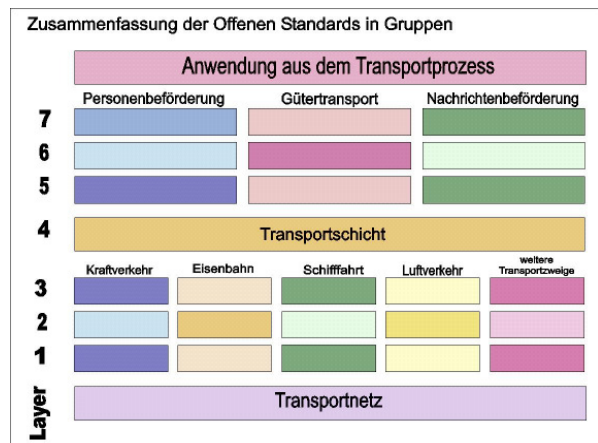 Zusammenfassung der Offenen Standards in Gruppen
Anwendung aus dem Transportprozess
Personenbeförderung Gütertransport Nachrichtenbeförderung
7
6
5
4 Transportschicht
Kraftverkehr Eisenbahn Schifffahrt Luftverkehr weitere
Transportzweige
3
2
1
Layer Transportnetz